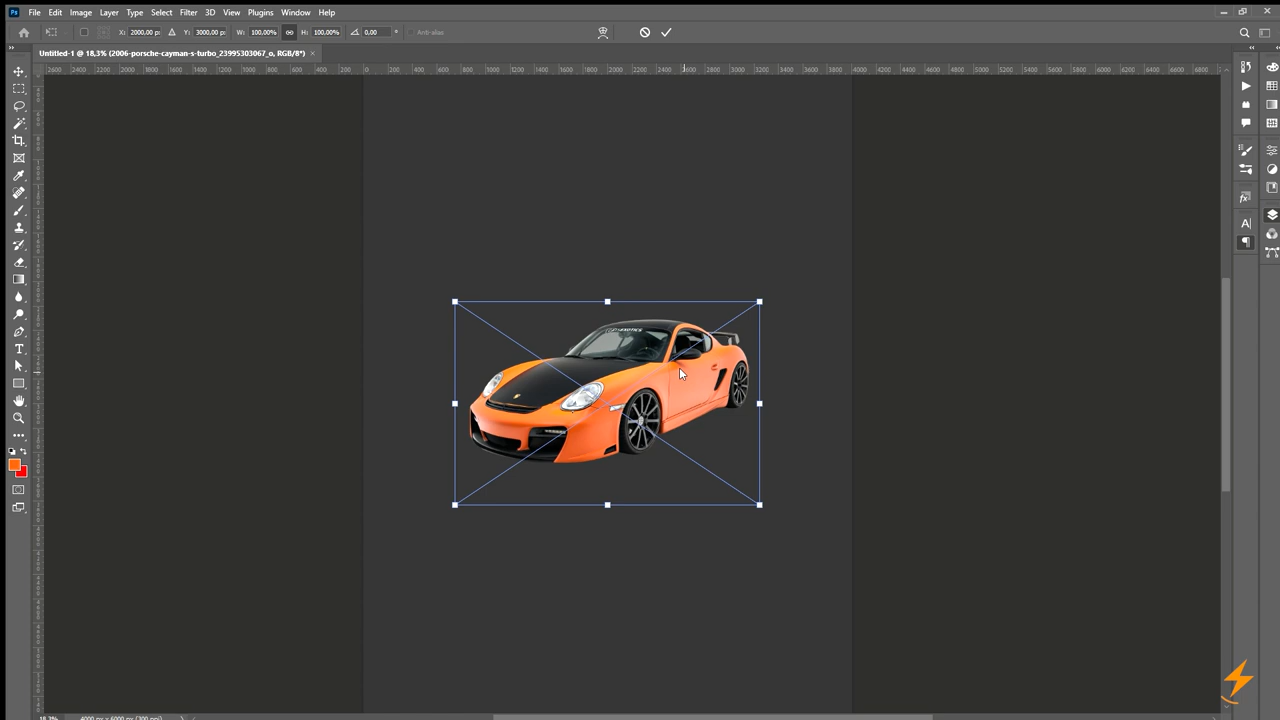 Ps File Edit Image Layer Type Select Filter 3D View Plugins Window Help
X: 2000.00 px Y: 3000.00 px W: 100.00% H: 100.00% 0.00 Anti-alias
Untitled-1 @ 18,3% (2006-porsche-cayman-s-turbo_23995303067_o, RGB/8*) ×
2600 2400 2200 2000 1800 1600 1400 1200 1000 800 600 400 200 0 200 400 600 800 1000 1200 1400 1600 1800 2000 2200 2400 2600 2800 3000 3200 3400 3600 3800 4000 4200 4400 4600 4800 5000 5200 5400 5600 5800 6000 6200 6400 6600 6800
18,3% 4000 px x 6000 px (300 ppi)